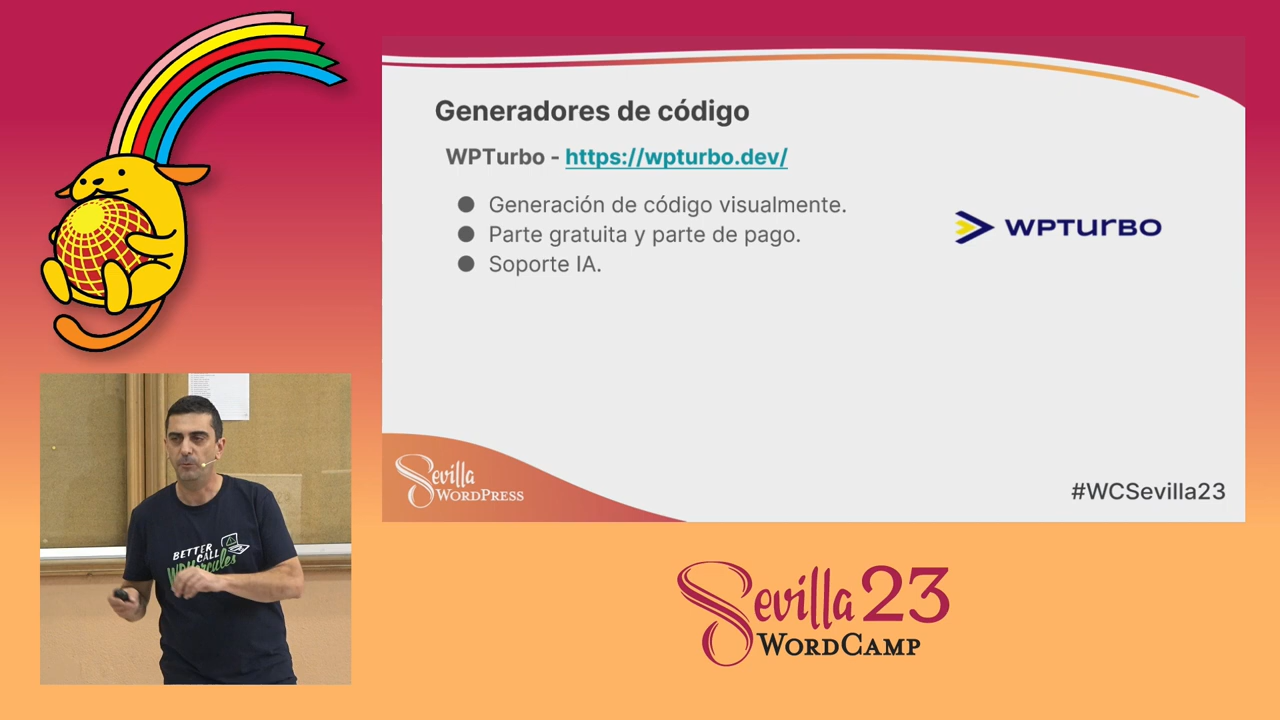 Generadores de código
WPTurbo - https://wpturbo.dev/
● Generación de código visualmente.
● Parte gratuita y parte de pago.
● Soporte IA.
WPTURBO
Sevilla
WORDPRESS
#WCSevilla23
BETTER
CALL
WPHercules
Sevilla 23
WORDCAMP